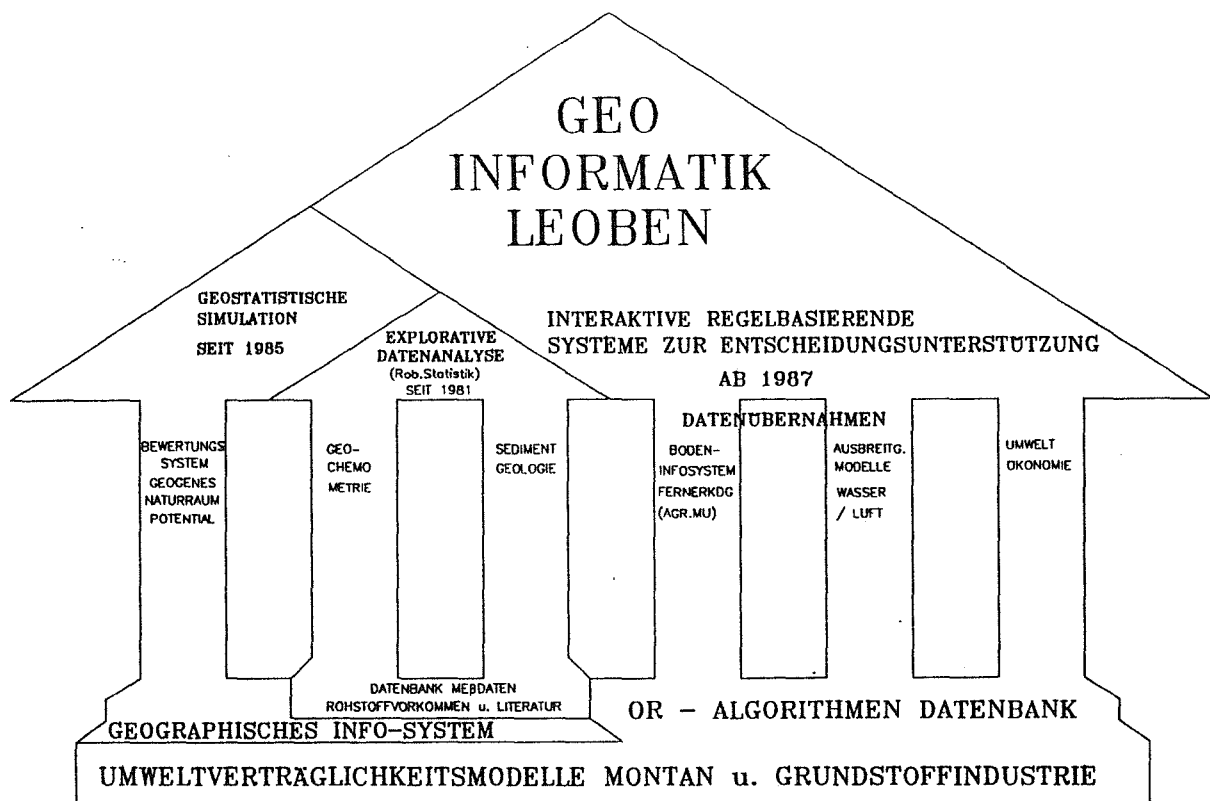 GEO
INFORMATIK
LEOBEN
GEOSTATISTISCHE
SIMULATION
SEIT 1985
EXPLORATIVE
DATENANALYSE
(Rob.Statistik)
SEIT 1981
INTERAKTIVE REGELBASIERENDE
SYSTEME ZUR ENTSCHEIDUNGSUNTERSTÜTZUNG
AB 1987
DATENÜBERNAHMEN
BEWERTUNGS
SYSTEM
GEOGENES
NATURRAUM
POTENTIAL
GEO-
CHEMO
METRIE
SEDIMENT
GEOLOGIE
BODEN-
INFOSYSTEM
FERNERKDG
(AGR.MU)
AUSBREITG.
MODELLE
WASSER
/ LUFT
UMWELT
ÖKONOMIE
DATENBANK MEßDATEN
ROHSTOFFVORKOMMEN u. LITERATUR
GEOGRAPHISCHES INFO-SYSTEM
OR - ALGORITHMEN DATENBANK
UMWELTVERTRÄGLICHKEITSMODELLE MONTAN u. GRUNDSTOFFINDUSTRIE